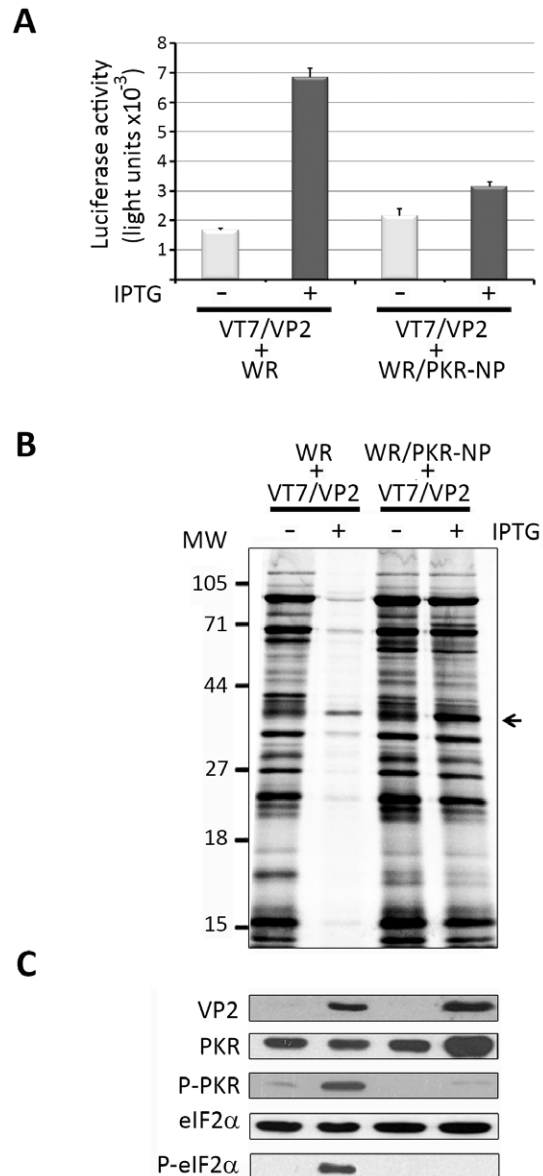 A
Luciferase activity
(light units x10-3)
8
7
6
5
4
3
2
1
IPTG
– + – +
VT7/VP2 VT7/VP2
+ +
WR WR/PKR-NP
B
WR WR/PKR-NP
+ +
VT7/VP2 VT7/VP2
– + – + IPTG
MW
105
71
44
27
18
15
C
VP2
PKR
P-PKR
eIF2α
P-eIF2α